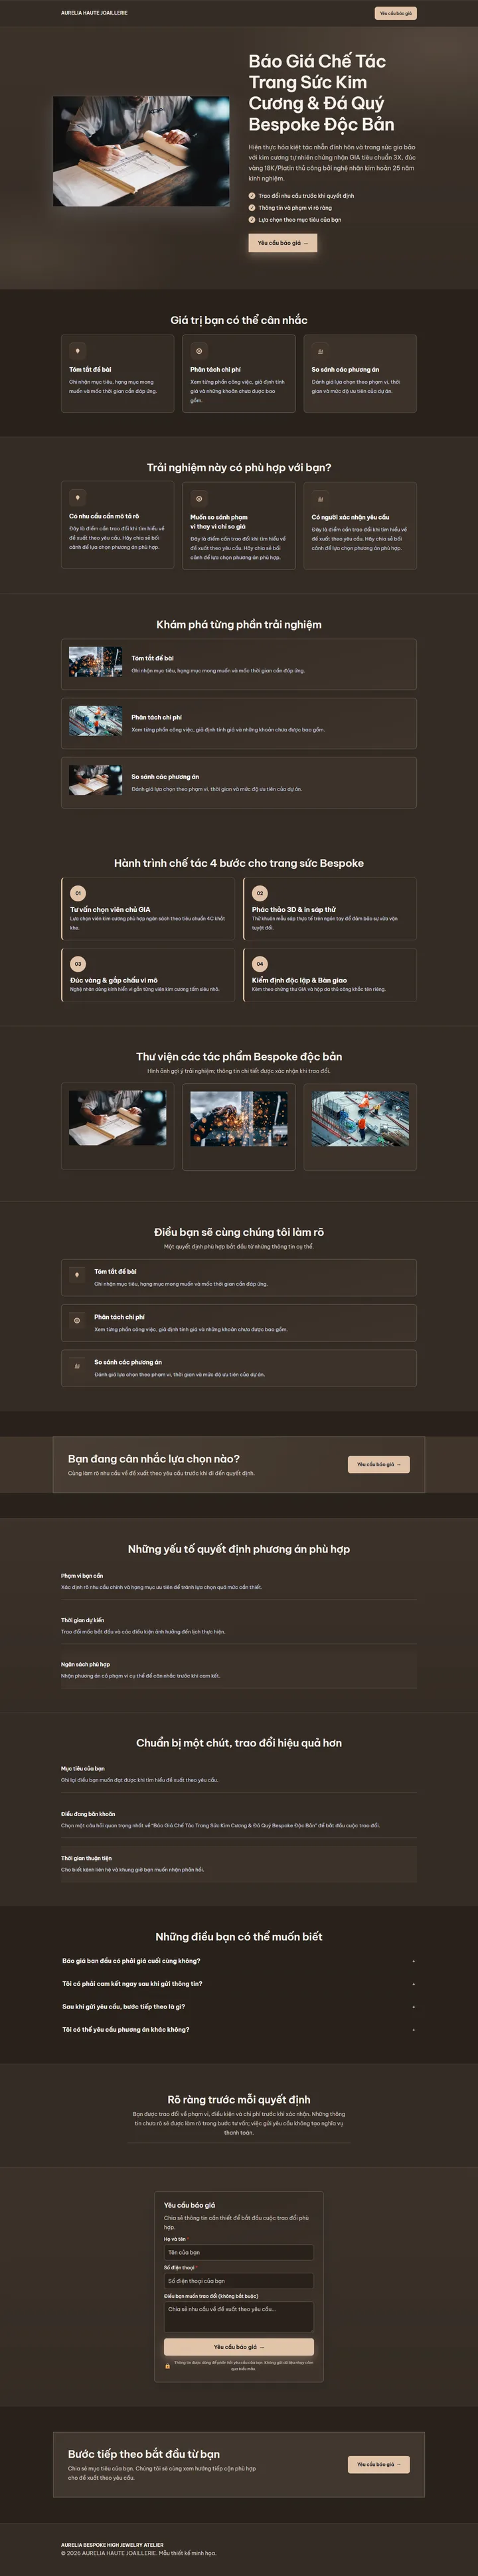 AURELIA HAUTE JOAILLERIE
Yêu cầu báo giá
Báo Giá Chế Tác
Trang Sức Kim
Cương & Đá Quý
Bespoke Độc Bản
Hiện thực hóa kiệt tác nhẫn đính hôn và trang sức gia bảo
với kim cương tự nhiên chứng nhận GIA tiêu chuẩn 3X, đúc
vàng 18K/Platin thủ công bởi nghệ nhân kim hoàn 25 năm
kinh nghiệm.
Trao đổi nhu cầu trước khi quyết định
Thông tin và phạm vi rõ ràng
Lựa chọn theo mục tiêu của bạn
Yêu cầu báo giá →
Giá trị bạn có thể cân nhắc
Tóm tắt đề bài
Ghi nhận mục tiêu, hạng mục mong
muốn và mốc thời gian cần đáp ứng.
Phân tách chi phí
Xem từng phần công việc, giả định tính
giá và những khoản chưa được bao
gồm.
So sánh các phương án
Đánh giá lựa chọn theo phạm vi, thời
gian và mức độ ưu tiên của dự án.
Trải nghiệm này có phù hợp với bạn?
Có nhu cầu cần mô tả rõ
Đây là điểm cần trao đổi khi tìm hiểu về
đề xuất theo yêu cầu. Hãy chia sẻ bối
cảnh để lựa chọn phương án phù hợp.
Muốn so sánh phạm
vi thay vì chỉ so giá
Đây là điểm cần trao đổi khi tìm hiểu về
đề xuất theo yêu cầu. Hãy chia sẻ bối
cảnh để lựa chọn phương án phù hợp.
Có người xác nhận yêu cầu
Đây là điểm cần trao đổi khi tìm hiểu về
đề xuất theo yêu cầu. Hãy chia sẻ bối
cảnh để lựa chọn phương án phù hợp.
Khám phá từng phần trải nghiệm
Tóm tắt đề bài
Ghi nhận mục tiêu, hạng mục mong muốn và mốc thời gian cần đáp ứng.
Phân tách chi phí
Xem từng phần công việc, giả định tính giá và những khoản chưa được bao gồm.
So sánh các phương án
Đánh giá lựa chọn theo phạm vi, thời gian và mức độ ưu tiên của dự án.
Hành trình chế tác 4 bước cho trang sức Bespoke
01
Tư vấn chọn viên chủ GIA
Lựa chọn viên kim cương phù hợp ngân sách theo tiêu chuẩn 4C khắt
khe.
02
Phác thảo 3D & in sáp thử
Thử khuôn mẫu sáp thực tế trên ngón tay để đảm bảo sự vừa vặn
tuyệt đối.
03
Đúc vàng & gắp chấu vi mô
Nghệ nhân dùng kính hiển vi gắn từng viên kim cương tấm siêu nhỏ.
04
Kiểm định độc lập & Bàn giao
Kèm theo chứng thư GIA và hộp da thủ công khắc tên riêng.
Thư viện các tác phẩm Bespoke độc bản
Hình ảnh gợi ý trải nghiệm; thông tin chi tiết được xác nhận khi trao đổi.
Điều bạn sẽ cùng chúng tôi làm rõ
Một quyết định phù hợp bắt đầu từ những thông tin cụ thể.
Tóm tắt đề bài
Ghi nhận mục tiêu, hạng mục mong muốn và mốc thời gian cần đáp ứng.
Phân tách chi phí
Xem từng phần công việc, giả định tính giá và những khoản chưa được bao gồm.
So sánh các phương án
Đánh giá lựa chọn theo phạm vi, thời gian và mức độ ưu tiên của dự án.
Bạn đang cân nhắc lựa chọn nào?
Cùng làm rõ nhu cầu về đề xuất theo yêu cầu trước khi đi đến quyết định.
Yêu cầu báo giá →
Những yếu tố quyết định phương án phù hợp
Phạm vi bạn cần
Xác định rõ nhu cầu chính và hạng mục ưu tiên để tránh lựa chọn quá mức cần thiết.
Thời gian dự kiến
Trao đổi mốc bắt đầu và các điều kiện ảnh hưởng đến lịch thực hiện.
Ngân sách phù hợp
Nhận phương án có phạm vi cụ thể để cân nhắc trước khi cam kết.
Chuẩn bị một chút, trao đổi hiệu quả hơn
Mục tiêu của bạn
Ghi lại điều bạn muốn đạt được khi tìm hiểu đề xuất theo yêu cầu.
Điều đang băn khoăn
Chọn một câu hỏi quan trọng nhất về "Báo Giá Chế Tác Trang Sức Kim Cương & Đá Quý Bespoke Độc Bản" để bắt đầu cuộc trao đổi.
Thời gian thuận tiện
Cho biết kênh liên hệ và khung giờ bạn muốn nhận phản hồi.
Những điều bạn có thể muốn biết
Báo giá ban đầu có phải giá cuối cùng không? +
Tôi có phải cam kết ngay sau khi gửi thông tin? +
Sau khi gửi yêu cầu, bước tiếp theo là gì? +
Tôi có thể yêu cầu phương án khác không? +
Rõ ràng trước mỗi quyết định
Bạn được trao đổi về phạm vi, điều kiện và chi phí trước khi xác nhận. Những thông
tin chưa rõ sẽ được làm rõ trong bước tư vấn; việc gửi yêu cầu không tạo nghĩa vụ
thanh toán.
Yêu cầu báo giá
Chia sẻ thông tin cần thiết để bắt đầu cuộc trao đổi phù
hợp.
Họ và tên *
Tên của bạn
Số điện thoại *
Số điện thoại của bạn
Điều bạn muốn trao đổi (không bắt buộc)
Chia sẻ nhu cầu về đề xuất theo yêu cầu...
Yêu cầu báo giá →
Thông tin được dùng để phản hồi yêu cầu của bạn. Không gửi dữ liệu nhạy cảm
qua biểu mẫu.
Bước tiếp theo bắt đầu từ bạn
Chia sẻ mục tiêu của bạn. Chúng tôi sẽ cùng xem hướng tiếp cận phù hợp
cho đề xuất theo yêu cầu.
Yêu cầu báo giá →
AURELIA BESPOKE HIGH JEWELRY ATELIER
© 2026 AURELIA HAUTE JOAILLERIE. Mẫu thiết kế minh họa.